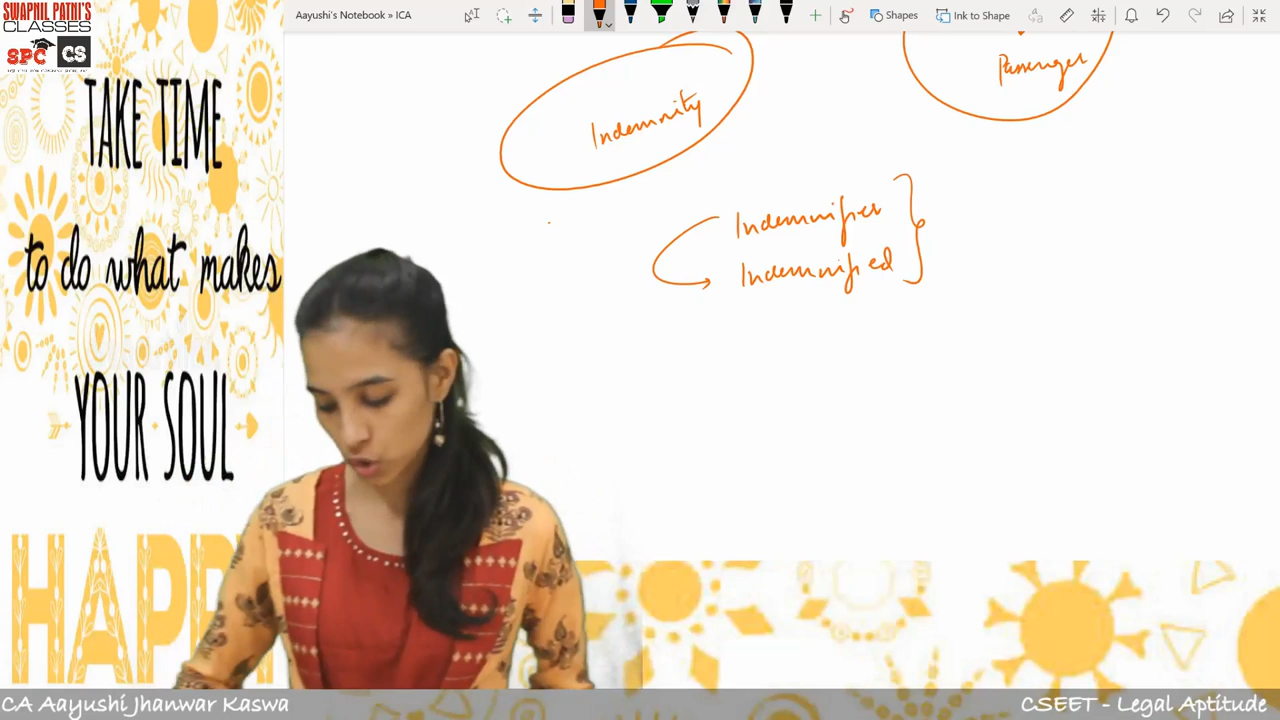 SWAPNIL PATNI'S
CLASSES
SPC CS
Aayushi's Notebook » ICA
Shapes
Ink to Shape
TAKE TIME
to do what makes
YOUR SOUL
HAPP
Passenger
Indemnity
Indemnifier
Indemnified
CA Aayushi Jhanwar Kaswa
CSEET - Legal Aptitude